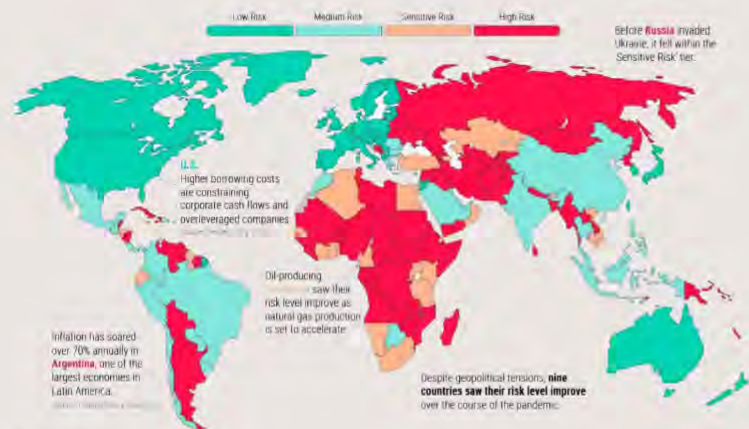 Low Risk
Medium Risk
Sensitive Risk
High Risk
Before Russia invaded
Ukraine, it fell within the
'Sensitive Risk' tier.
U.S.
Higher borrowing costs
are constraining
corporate cash flows and
overleveraged companies
Oil-producing
saw their
risk level improve as
natural gas production
is set to accelerate
Inflation has soared
over 70% annually in
Argentina, one of the
largest economies in
Latin America.
Despite geopolitical tensions, nine
countries saw their risk level improve
over the course of the pandemic.